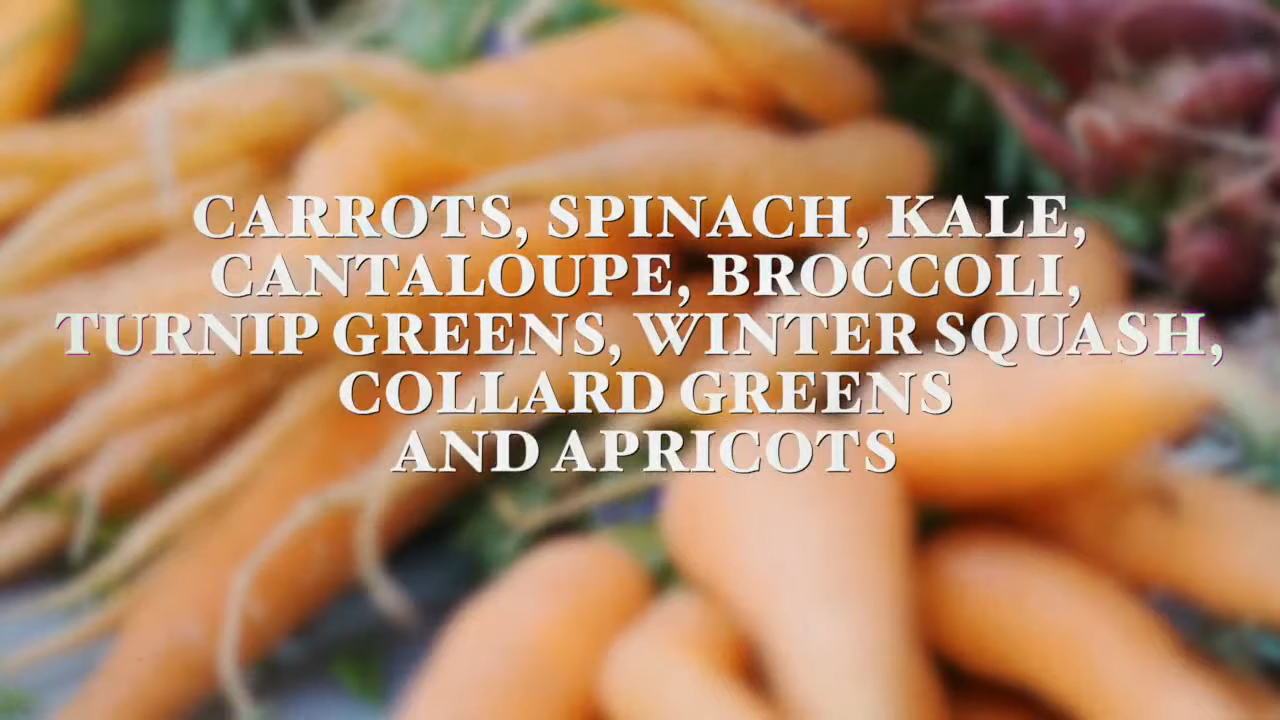 CARROTS, SPINACH, KALE,
CANTALOUPE, BROCCOLI,
TURNIP GREENS, WINTER SQUASH,
COLLARD GREENS
AND APRICOTS